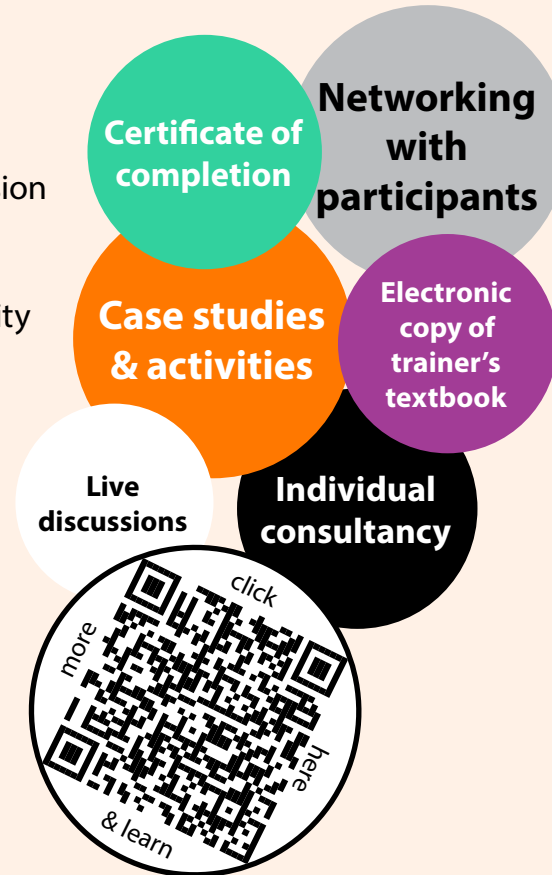 Certificate of
completion
Networking
with
participants
Case studies
& activities
Electronic
copy of
trainer's
textbook
Live
discussions
Individual
consultancy
click
here
& learn
more